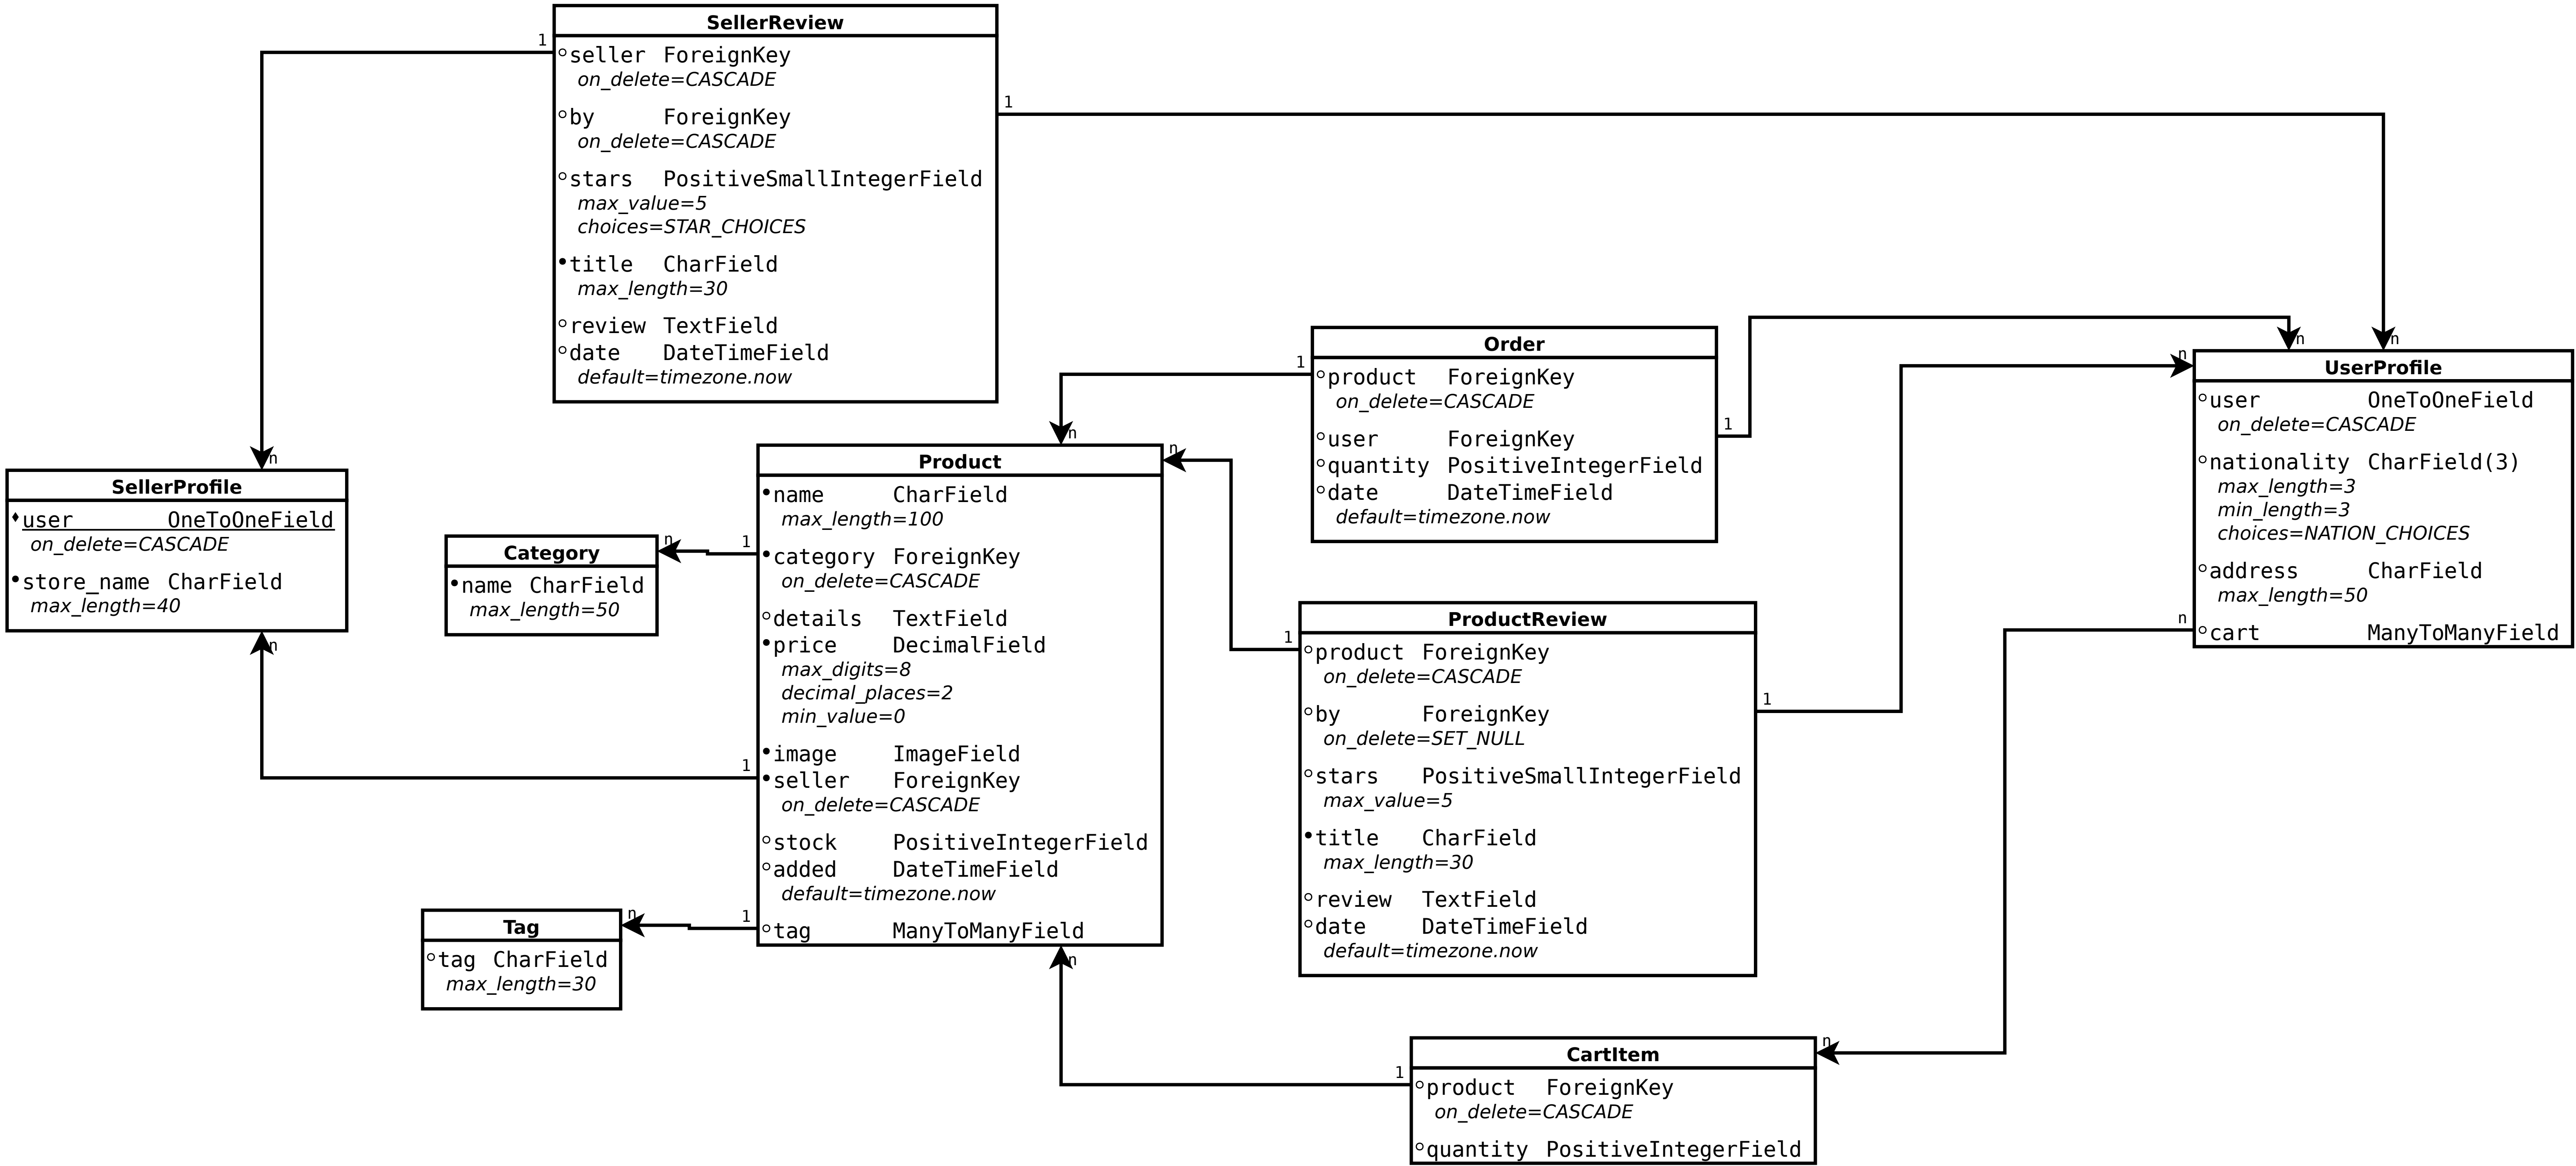 SellerReview
1
seller ForeignKey
on_delete=CASCADE
1
by ForeignKey
on_delete=CASCADE
stars PositiveSmallIntegerField
max_value=5
choices=STAR_CHOICES
title CharField
max_length=30
review TextField
date DateTimeField
default=timezone.now
n
SellerProfile
user OneToOneField
on_delete=CASCADE
store_name CharField
max_length=40
n
n
Category
name CharField
max_length=50
n
Tag
tag CharField
max_length=30
n
n
Product
name CharField
max_length=100
1
category ForeignKey
on_delete=CASCADE
details TextField
price DecimalField
max_digits=8
decimal_places=2
min_value=0
image ImageField
1
seller ForeignKey
on_delete=CASCADE
stock PositiveIntegerField
added DateTimeField
default=timezone.now
1
tag ManyToManyField
n
Order
1
product ForeignKey
on_delete=CASCADE
1
user ForeignKey
quantity PositiveIntegerField
date DateTimeField
default=timezone.now
ProductReview
1
product ForeignKey
on_delete=CASCADE
1
by ForeignKey
on_delete=SET_NULL
stars PositiveSmallIntegerField
max_value=5
title CharField
max_length=30
review TextField
date DateTimeField
default=timezone.now
n
n
n
UserProfile
user OneToOneField
on_delete=CASCADE
nationality CharField(3)
max_length=3
min_length=3
choices=NATION_CHOICES
address CharField
max_length=50
n
cart ManyToManyField
n
CartItem
1
product ForeignKey
on_delete=CASCADE
quantity PositiveIntegerField